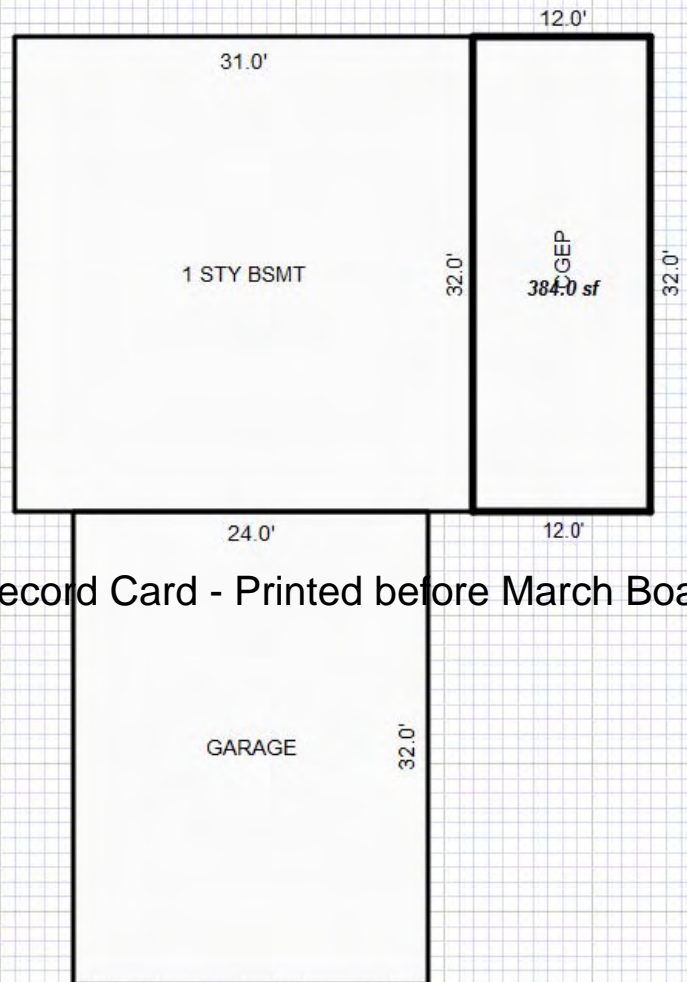 12.0'
31.0'
1 STY BSMT
32.0'
CGEP
384.0 sf
32.0'
24.0'
12.0'
ecord Card - Printed before March Boa
GARAGE
32.0'